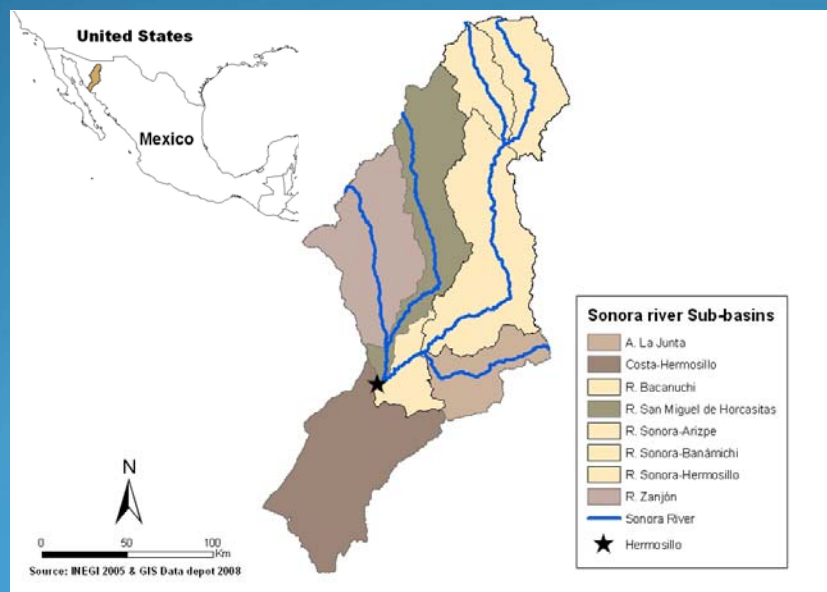 United States
Mexico
Sonora river Sub-basins
A. La Junta
Costa-Hermosillo
R. Bacanuchi
R. San Miguel de Horcasitas
R. Sonora-Arizpe
R. Sonora-Banámichi
R. Sonora-Hermosillo
R. Zanjón
Sonora River
Hermosillo
N
0 50 100
Km
Source: INEGI 2005 & GIS Data depot 2008